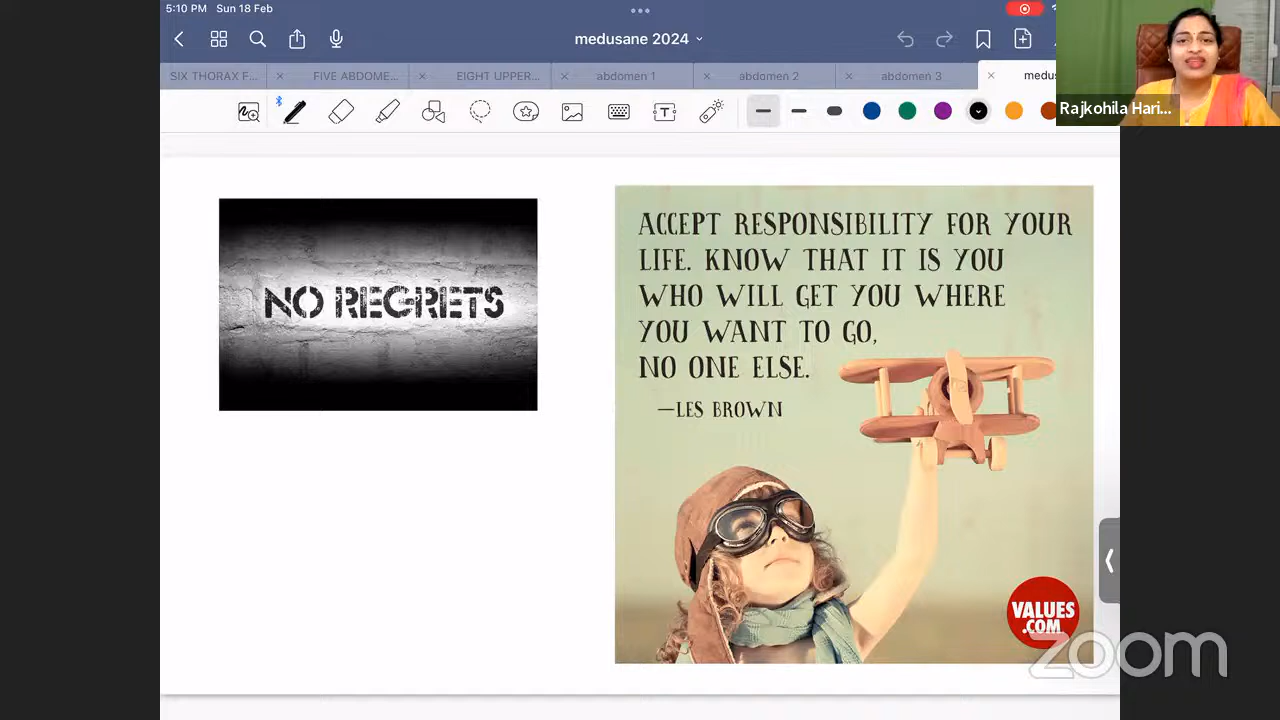 5:10 PM Sun 18 Feb
medusane 2024
SIX THORAX F...
FIVE ABDOME...
EIGHT UPPER...
abdomen 1
abdomen 2
abdomen 3
medus
Rajkohila Hari...
T
NO REGRETS
ACCEPT RESPONSIBILITY FOR YOUR
LIFE. KNOW THAT IT IS YOU
WHO WILL GET YOU WHERE
YOU WANT TO GO,
NO ONE ELSE.
—LES BROWN
VALUES
.COM
zoom